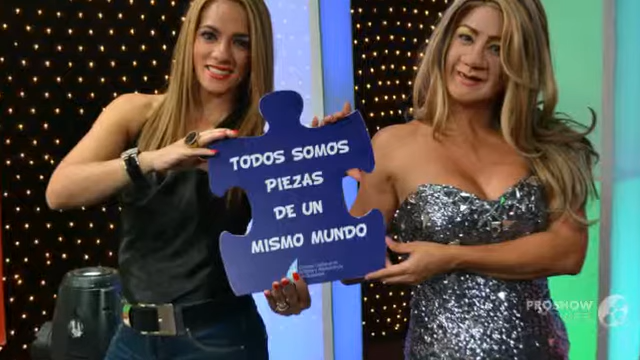 PROSHOW
TODOS SOMOS
PIEZAS
DE UN
MISMO MUNDO